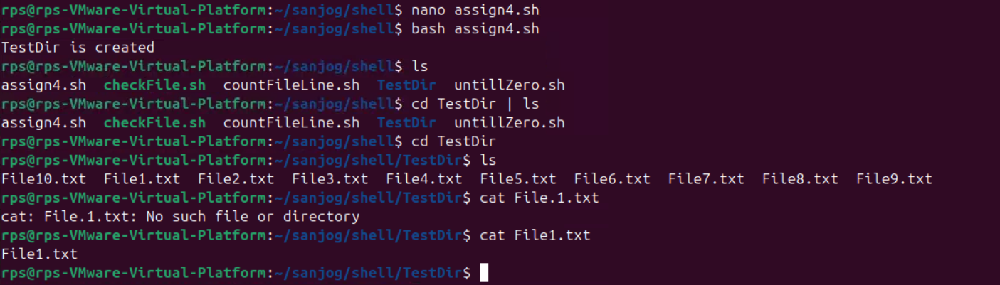 rps@rps-VMware-Virtual-Platform:~/sanjog/shell$ nano assign4.sh
rps@rps-VMware-Virtual-Platform:~/sanjog/shell$ bash assign4.sh
TestDir is created
rps@rps-VMware-Virtual-Platform:~/sanjog/shell$ ls
assign4.sh  checkFile.sh  countFileLine.sh  TestDir  untillZero.sh
rps@rps-VMware-Virtual-Platform:~/sanjog/shell$ cd TestDir | ls
assign4.sh  checkFile.sh  countFileLine.sh  TestDir  untillZero.sh
rps@rps-VMware-Virtual-Platform:~/sanjog/shell$ cd TestDir
rps@rps-VMware-Virtual-Platform:~/sanjog/shell/TestDir$ ls
File10.txt  File1.txt  File2.txt  File3.txt  File4.txt  File5.txt  File6.txt  File7.txt  File8.txt  File9.txt
rps@rps-VMware-Virtual-Platform:~/sanjog/shell/TestDir$ cat File.1.txt
cat: File.1.txt: No such file or directory
rps@rps-VMware-Virtual-Platform:~/sanjog/shell/TestDir$ cat File1.txt
File1.txt
rps@rps-VMware-Virtual-Platform:~/sanjog/shell/TestDir$